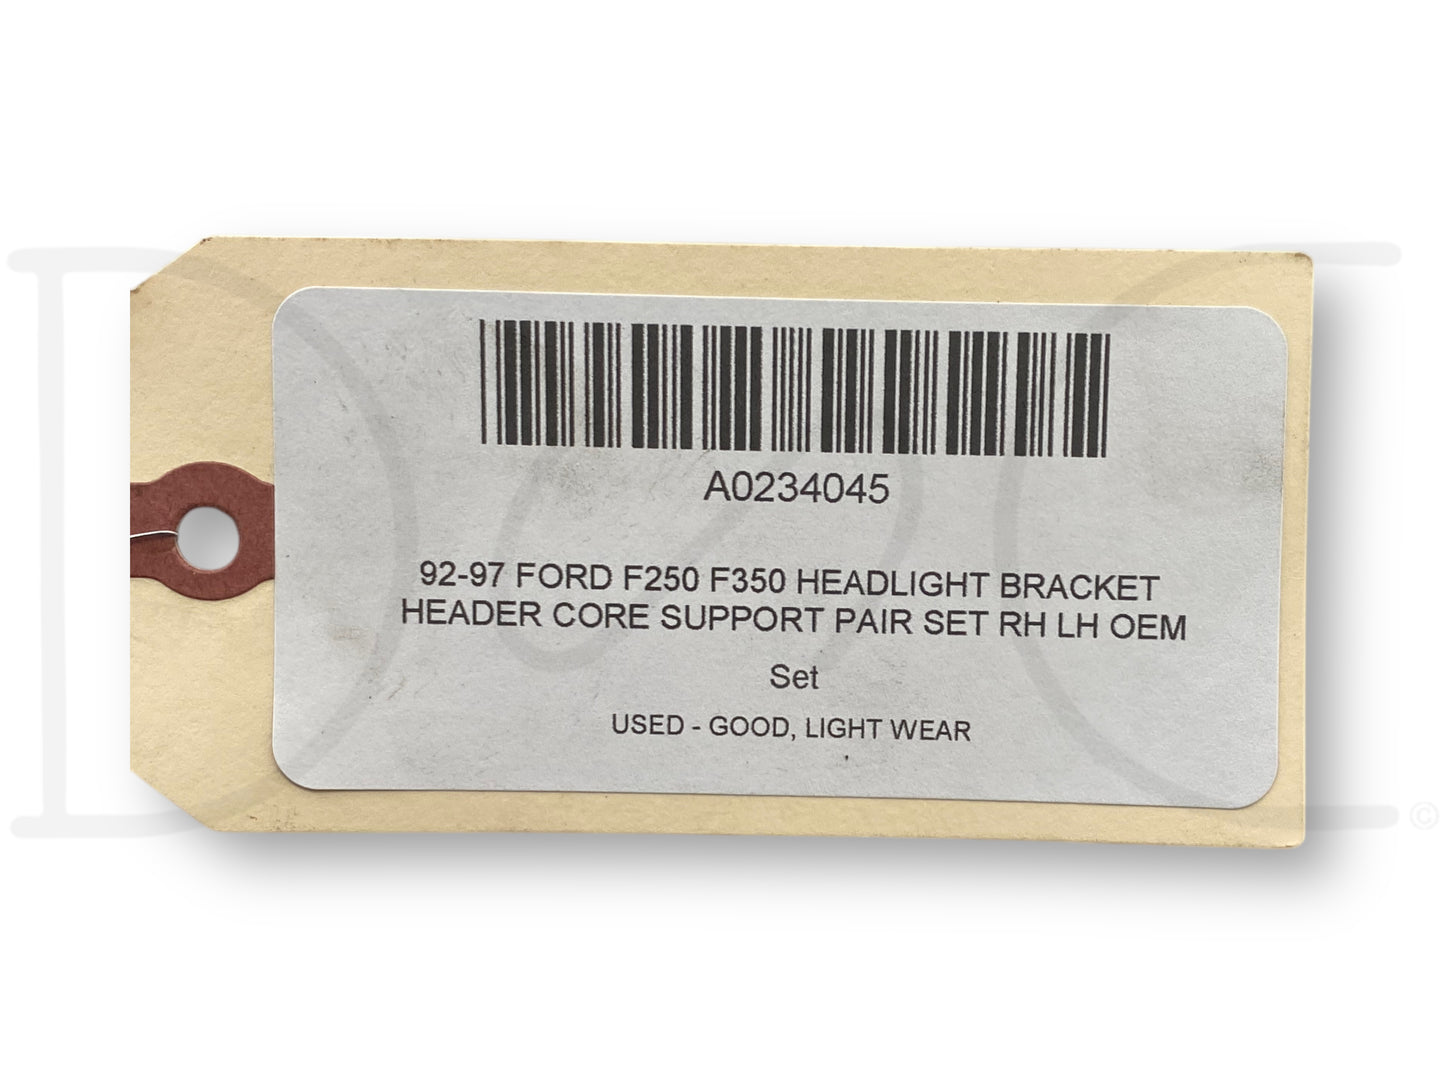 A0234045
92-97 FORD F250 F350 HEADLIGHT BRACKET
HEADER CORE SUPPORT PAIR SET RH LH OEM
Set
USED - GOOD, LIGHT WEAR
©